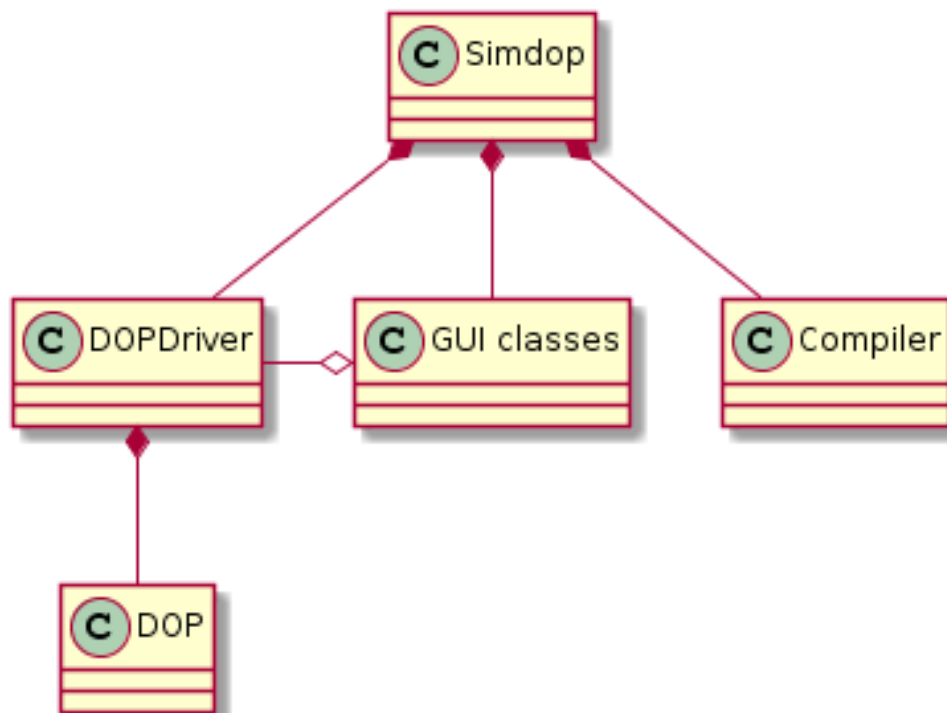 C Simdop
C DOPDriver
C GUI classes
C Compiler
C DOP